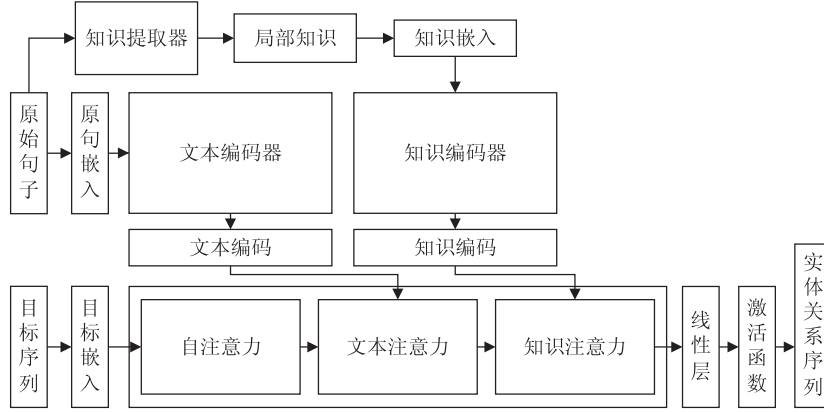 知识提取器
局部知识
知识嵌入
原始句子
原句嵌入
文本编码器
知识编码器
文本编码
知识编码
目标序列
目标嵌入
自注意力
文本注意力
知识注意力
线性层
激活函数
实体关系序列